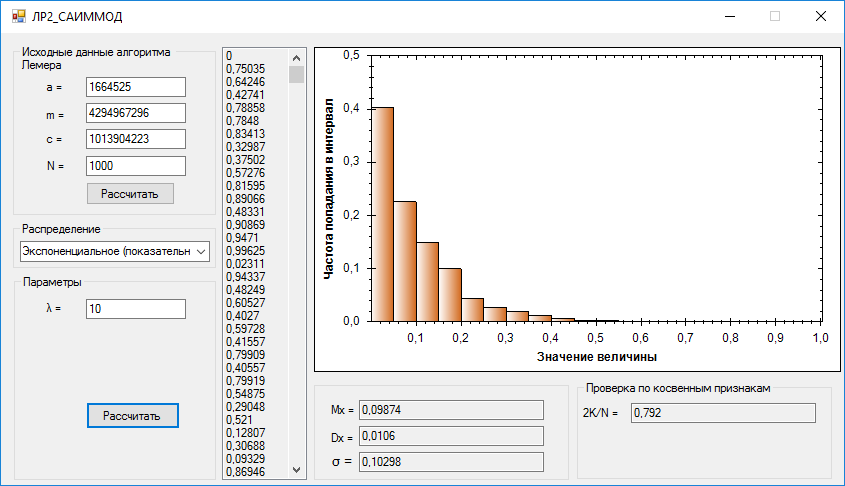 ЛР2_САИММОД
Исходные данные алгоритма
Лемера
a = 1664525
m = 4294967296
c = 1013904223
N = 1000
Рассчитать
Распределение
Экспоненциальное (показательн
Параметры
λ = 10
Рассчитать
0
0,75035
0,64246
0,42741
0,78858
0,7848
0,83413
0,32987
0,37502
0,57276
0,81595
0,89066
0,48331
0,90869
0,9471
0,99625
0,02311
0,94337
0,48249
0,60527
0,4027
0,59728
0,41557
0,79909
0,40557
0,79919
0,54875
0,29048
0,521
0,12807
0,30688
0,09329
0,86946
Частота попадания в интервал
0,5
0,4
0,3
0,2
0,1
0,0
0,1 0,2 0,3 0,4 0,5 0,6 0,7 0,8 0,9 1,0
Значение величины
Mx = 0,09874
Dx = 0,0106
σ = 0,10298
Проверка по косвенным признакам
2K/N = 0,792